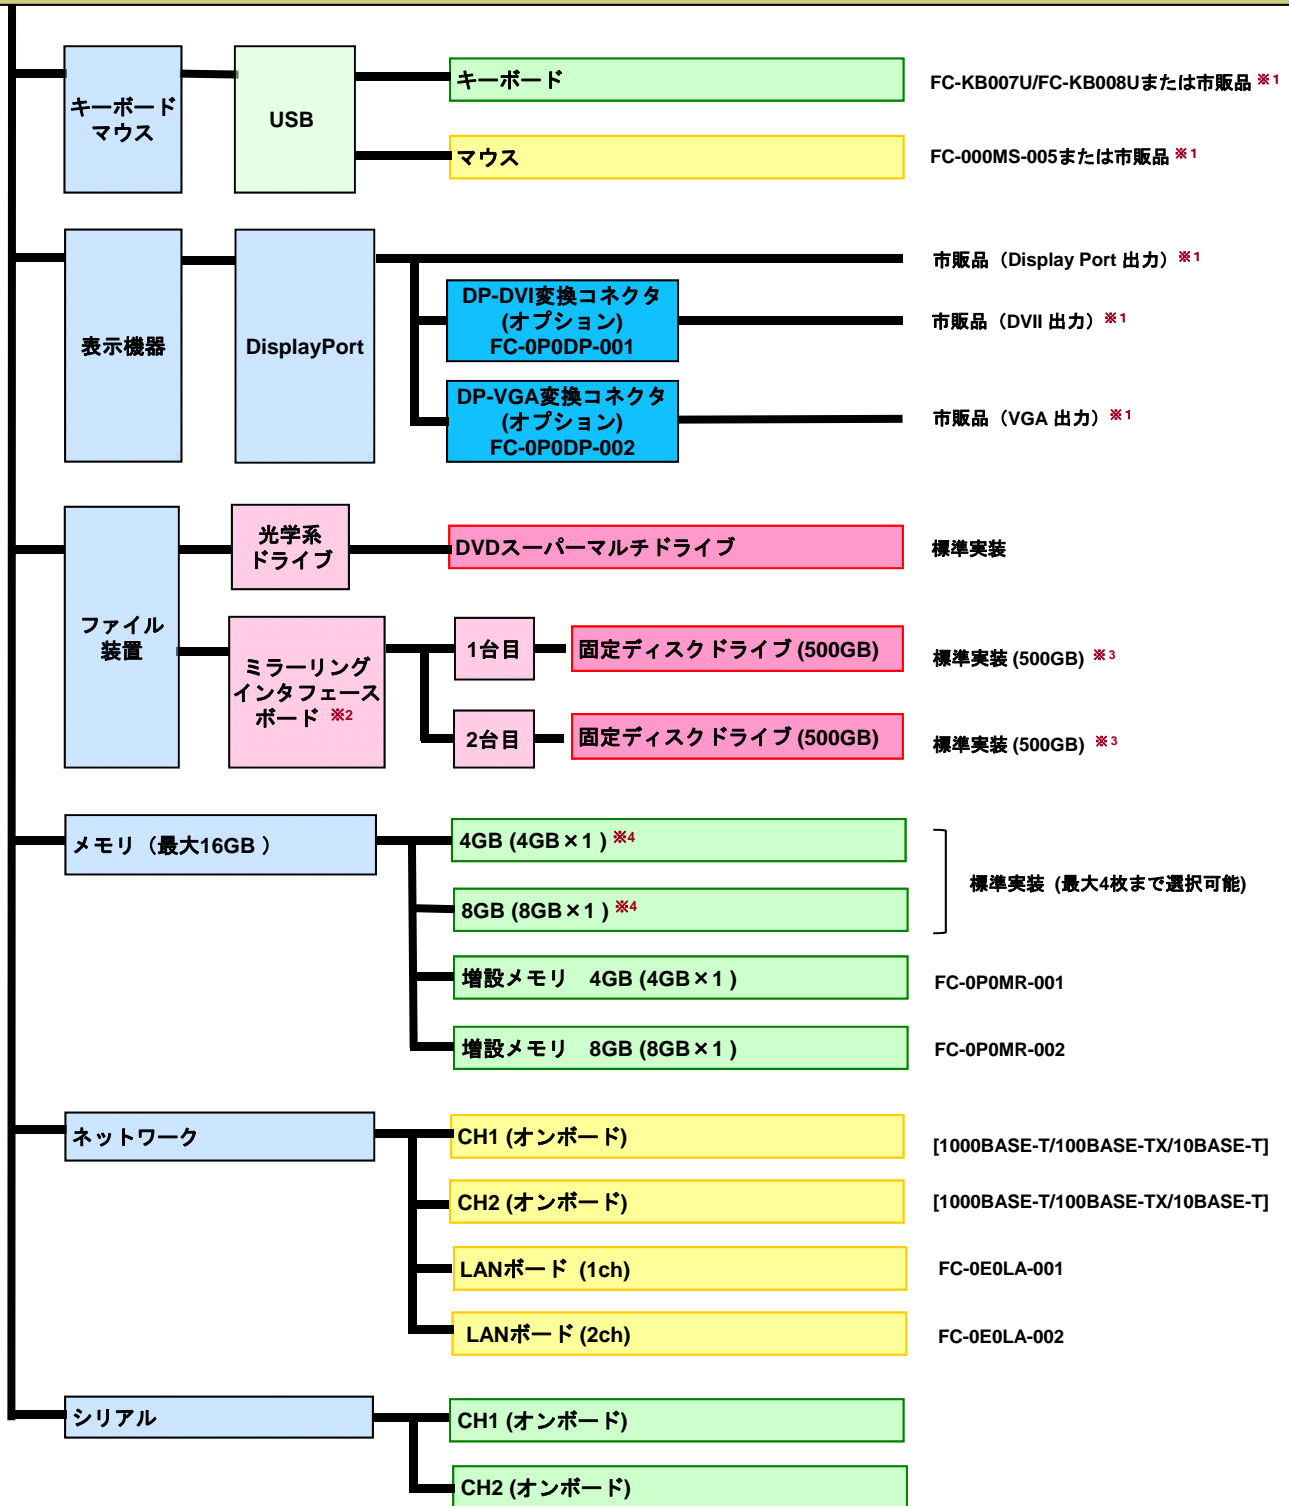 キーボード
マウス
USB
キーボード
FC-KB007U/FC-KB008Uまたは市販品 ※1
マウス
FC-000MS-005または市販品 ※1
表示機器
DisplayPort
市販品（Display Port 出力）※1
DP-DVI変換コネクタ
(オプション)
FC-0P0DP-001
市販品（DVII 出力）※1
DP-VGA変換コネクタ
(オプション)
FC-0P0DP-002
市販品（VGA 出力）※1
ファイル
装置
光学系
ドライブ
DVDスーパーマルチドライブ
標準実装
ミラーリング
インタフェース
ボード ※2
1台目
固定ディスクドライブ (500GB)
標準実装 (500GB) ※3
2台目
固定ディスクドライブ (500GB)
標準実装 (500GB) ※3
メモリ（最大16GB ）
4GB (4GB×1 ) ※4
8GB (8GB×1 ) ※4
標準実装 (最大4枚まで選択可能)
増設メモリ　4GB (4GB×1 )
FC-0P0MR-001
増設メモリ　8GB (8GB×1 )
FC-0P0MR-002
ネットワーク
CH1 (オンボード)
[1000BASE-T/100BASE-TX/10BASE-T]
CH2 (オンボード)
[1000BASE-T/100BASE-TX/10BASE-T]
LANボード (1ch)
FC-0E0LA-001
LANボード (2ch)
FC-0E0LA-002
シリアル
CH1 (オンボード)
CH2 (オンボード)